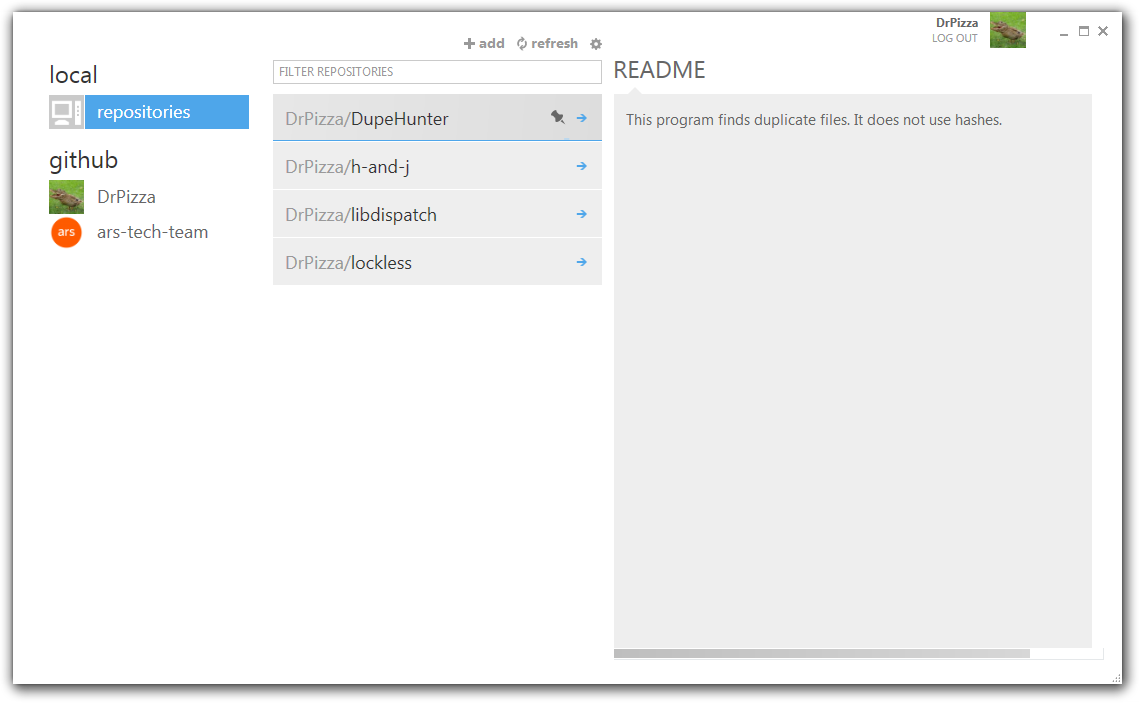 DrPizza
LOG OUT
add refresh
local
repositories
github
DrPizza
ars ars-tech-team
FILTER REPOSITORIES
DrPizza/DupeHunter
DrPizza/h-and-j
DrPizza/libdispatch
DrPizza/lockless
README
This program finds duplicate files. It does not use hashes.